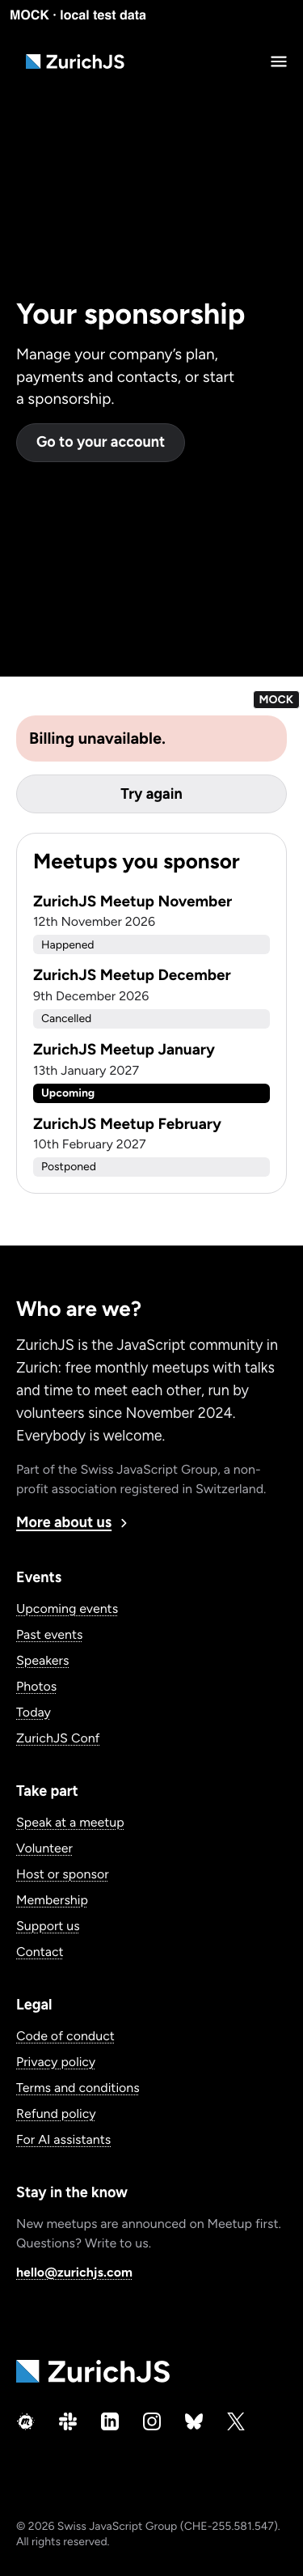 MOCK · local test data
ZurichJS
Your sponsorship
Manage your company’s plan,
payments and contacts, or start
a sponsorship.
Go to your account
MOCK
Billing unavailable.
Try again
Meetups you sponsor
ZurichJS Meetup November
12th November 2026
Happened
ZurichJS Meetup December
9th December 2026
Cancelled
ZurichJS Meetup January
13th January 2027
Upcoming
ZurichJS Meetup February
10th February 2027
Postponed
Who are we?
ZurichJS is the JavaScript community in
Zurich: free monthly meetups with talks
and time to meet each other, run by
volunteers since November 2024.
Everybody is welcome.
Part of the Swiss JavaScript Group, a non-
profit association registered in Switzerland.
More about us
Events
Upcoming events
Past events
Speakers
Photos
Today
ZurichJS Conf
Take part
Speak at a meetup
Volunteer
Host or sponsor
Membership
Support us
Contact
Legal
Code of conduct
Privacy policy
Terms and conditions
Refund policy
For AI assistants
Stay in the know
New meetups are announced on Meetup first.
Questions? Write to us.
hello@zurichjs.com
ZurichJS
© 2026 Swiss JavaScript Group (CHE-255.581.547).
All rights reserved.